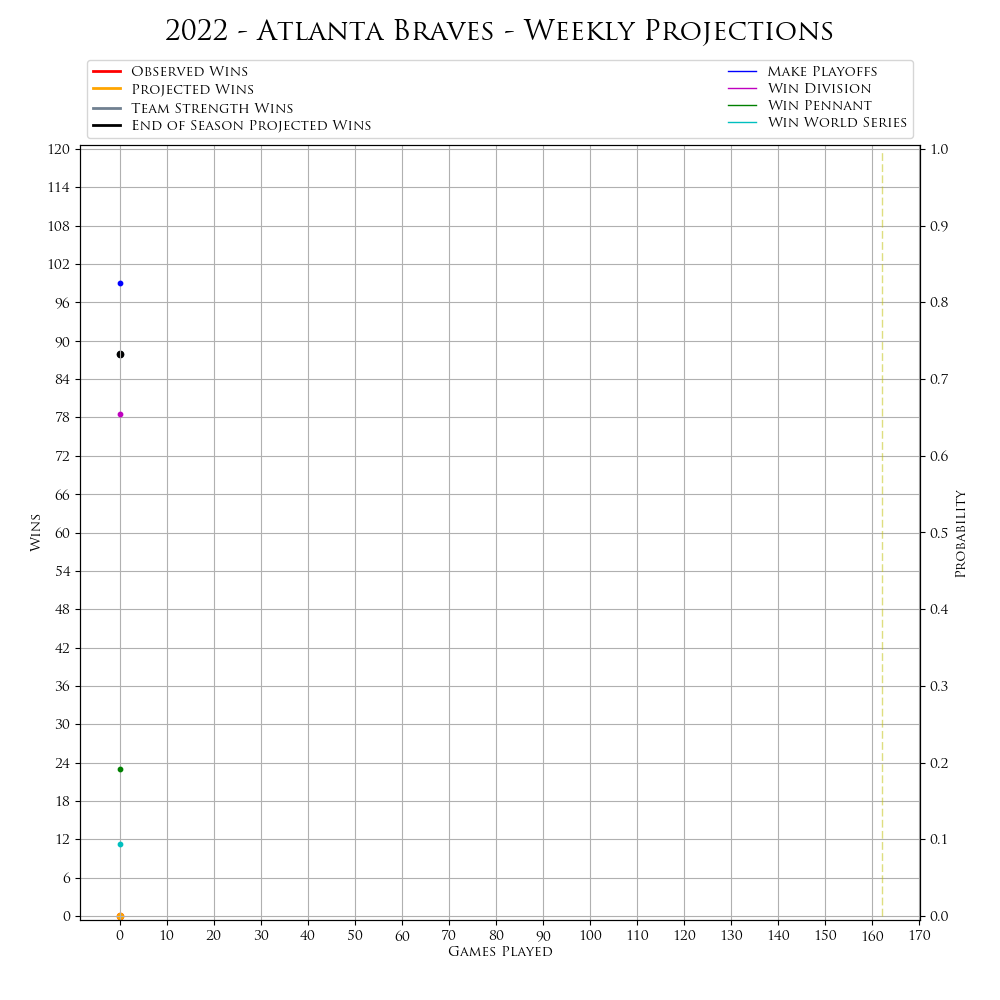 2022 - Atlanta Braves - Weekly Projections
Observed Wins
Projected Wins
Team Strength Wins
End of Season Projected Wins
Make Playoffs
Win Division
Win Pennant
Win World Series
120
114
108
102
96
90
84
78
72
66
60
54
48
42
36
30
24
18
12
6
0
Wins
1.0
0.9
0.8
0.7
0.6
0.5
0.4
0.3
0.2
0.1
0.0
Probability
0 10 20 30 40 50 60 70 80 90 100 110 120 130 140 150 160 170
Games Played